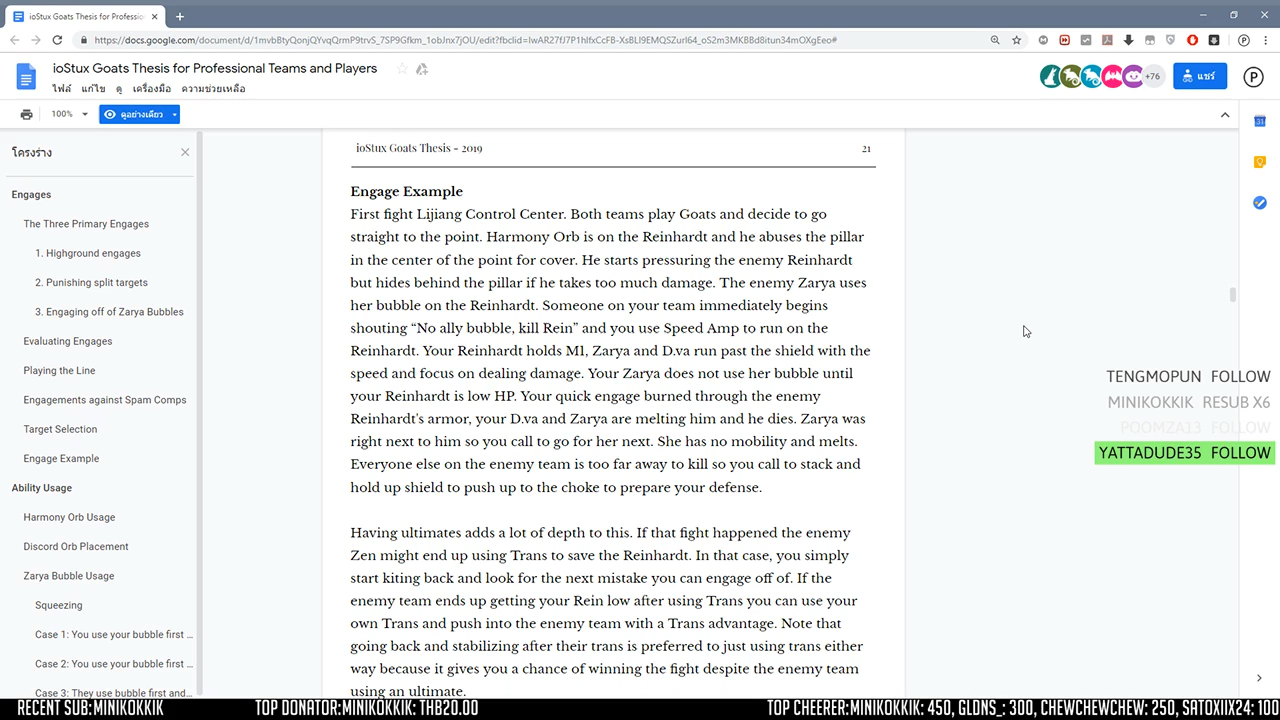 ioStux Goats Thesis for Professio
https://docs.google.com/document/d/1mvbBtyQonjQYvqQrmP9trvS_7SP9Gfkm_1obJnx7jOU/edit?fbclid=IwAR27fJ7P1hIfxCcFB-XsBLl9EMQSZurl64_oS2m3MKBBd8itun34mOXgEeo#
ioStux Goats Thesis for Professional Teams and Players
+76
แชร์
P
ไฟล์ แก้ไข ดู เครื่องมือ ความช่วยเหลือ
100%
ดูอย่างเดียว
โครงร่าง
Engages
The Three Primary Engages
1. Highground engages
2. Punishing split targets
3. Engaging off of Zarya Bubbles
Evaluating Engages
Playing the Line
Engagements against Spam Comps
Target Selection
Engage Example
Ability Usage
Harmony Orb Usage
Discord Orb Placement
Zarya Bubble Usage
Squeezing
Case 1: You use your bubble first ...
Case 2: You use your bubble first ...
Case 3: They use bubble first and...
ioStux Goats Thesis - 2019 21
Engage Example
First fight Lijiang Control Center. Both teams play Goats and decide to go
straight to the point. Harmony Orb is on the Reinhardt and he abuses the pillar
in the center of the point for cover. He starts pressuring the enemy Reinhardt
but hides behind the pillar if he takes too much damage. The enemy Zarya uses
her bubble on the Reinhardt. Someone on your team immediately begins
shouting “No ally bubble, kill Rein” and you use Speed Amp to run on the
Reinhardt. Your Reinhardt holds M1, Zarya and D.va run past the shield with the
speed and focus on dealing damage. Your Zarya does not use her bubble until
your Reinhardt is low HP. Your quick engage burned through the enemy
Reinhardt's armor, your D.va and Zarya are melting him and he dies. Zarya was
right next to him so you call to go for her next. She has no mobility and melts.
Everyone else on the enemy team is too far away to kill so you call to stack and
hold up shield to push up to the choke to prepare your defense.
Having ultimates adds a lot of depth to this. If that fight happened the enemy
Zen might end up using Trans to save the Reinhardt. In that case, you simply
start kiting back and look for the next mistake you can engage off of. If the
enemy team ends up getting your Rein low after using Trans you can use your
own Trans and push into the enemy team with a Trans advantage. Note that
going back and stabilizing after their trans is preferred to just using trans either
way because it gives you a chance of winning the fight despite the enemy team
using an ultimate.
TENGMOPUN FOLLOW
MINIKOKKIK RESUB X6
POOMZA13 FOLLOW
YATTADUDE35 FOLLOW
RECENT SUB:MINIKOKKIK TOP DONATOR:MINIKOKKIK: THB20.00 TOP CHEERER:MINIKOKKIK: 450, GLDNS_: 300, CHEWCHEWCHEW: 250, SATOXIIX24: 100